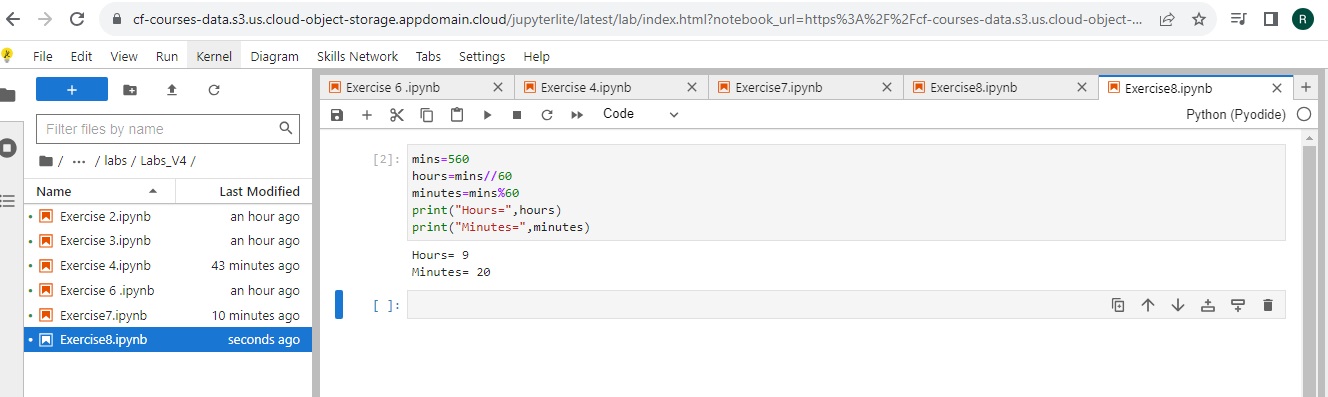 cf-courses-data.s3.us.cloud-object-storage.appdomain.cloud/jupyterlite/latest/lab/index.html?notebook_url=https%3A%2F%2Fcf-courses-data.s3.us.cloud-object-...
R
File Edit View Run Kernel Diagram Skills Network Tabs Settings Help
Exercise 6 .ipynb Exercise 4.ipynb Exercise7.ipynb Exercise8.ipynb Exercise8.ipynb
Code Python (Pyodide)
Filter files by name
/ ... / labs / Labs_V4 /
Name Last Modified
Exercise 2.ipynb an hour ago
Exercise 3.ipynb an hour ago
Exercise 4.ipynb 43 minutes ago
Exercise 6 .ipynb an hour ago
Exercise7.ipynb 10 minutes ago
Exercise8.ipynb seconds ago
[2]: mins=560
hours=mins//60
minutes=mins%60
print("Hours=",hours)
print("Minutes=",minutes)
Hours= 9
Minutes= 20
[ ]: